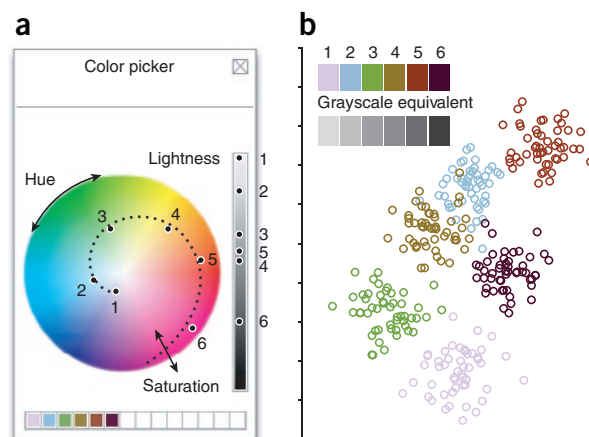 a
Color picker
Lightness
Hue
1
2
3
5
4
6
3
4
2
1
5
6
Saturation
b
1 2 3 4 5 6
Grayscale equivalent